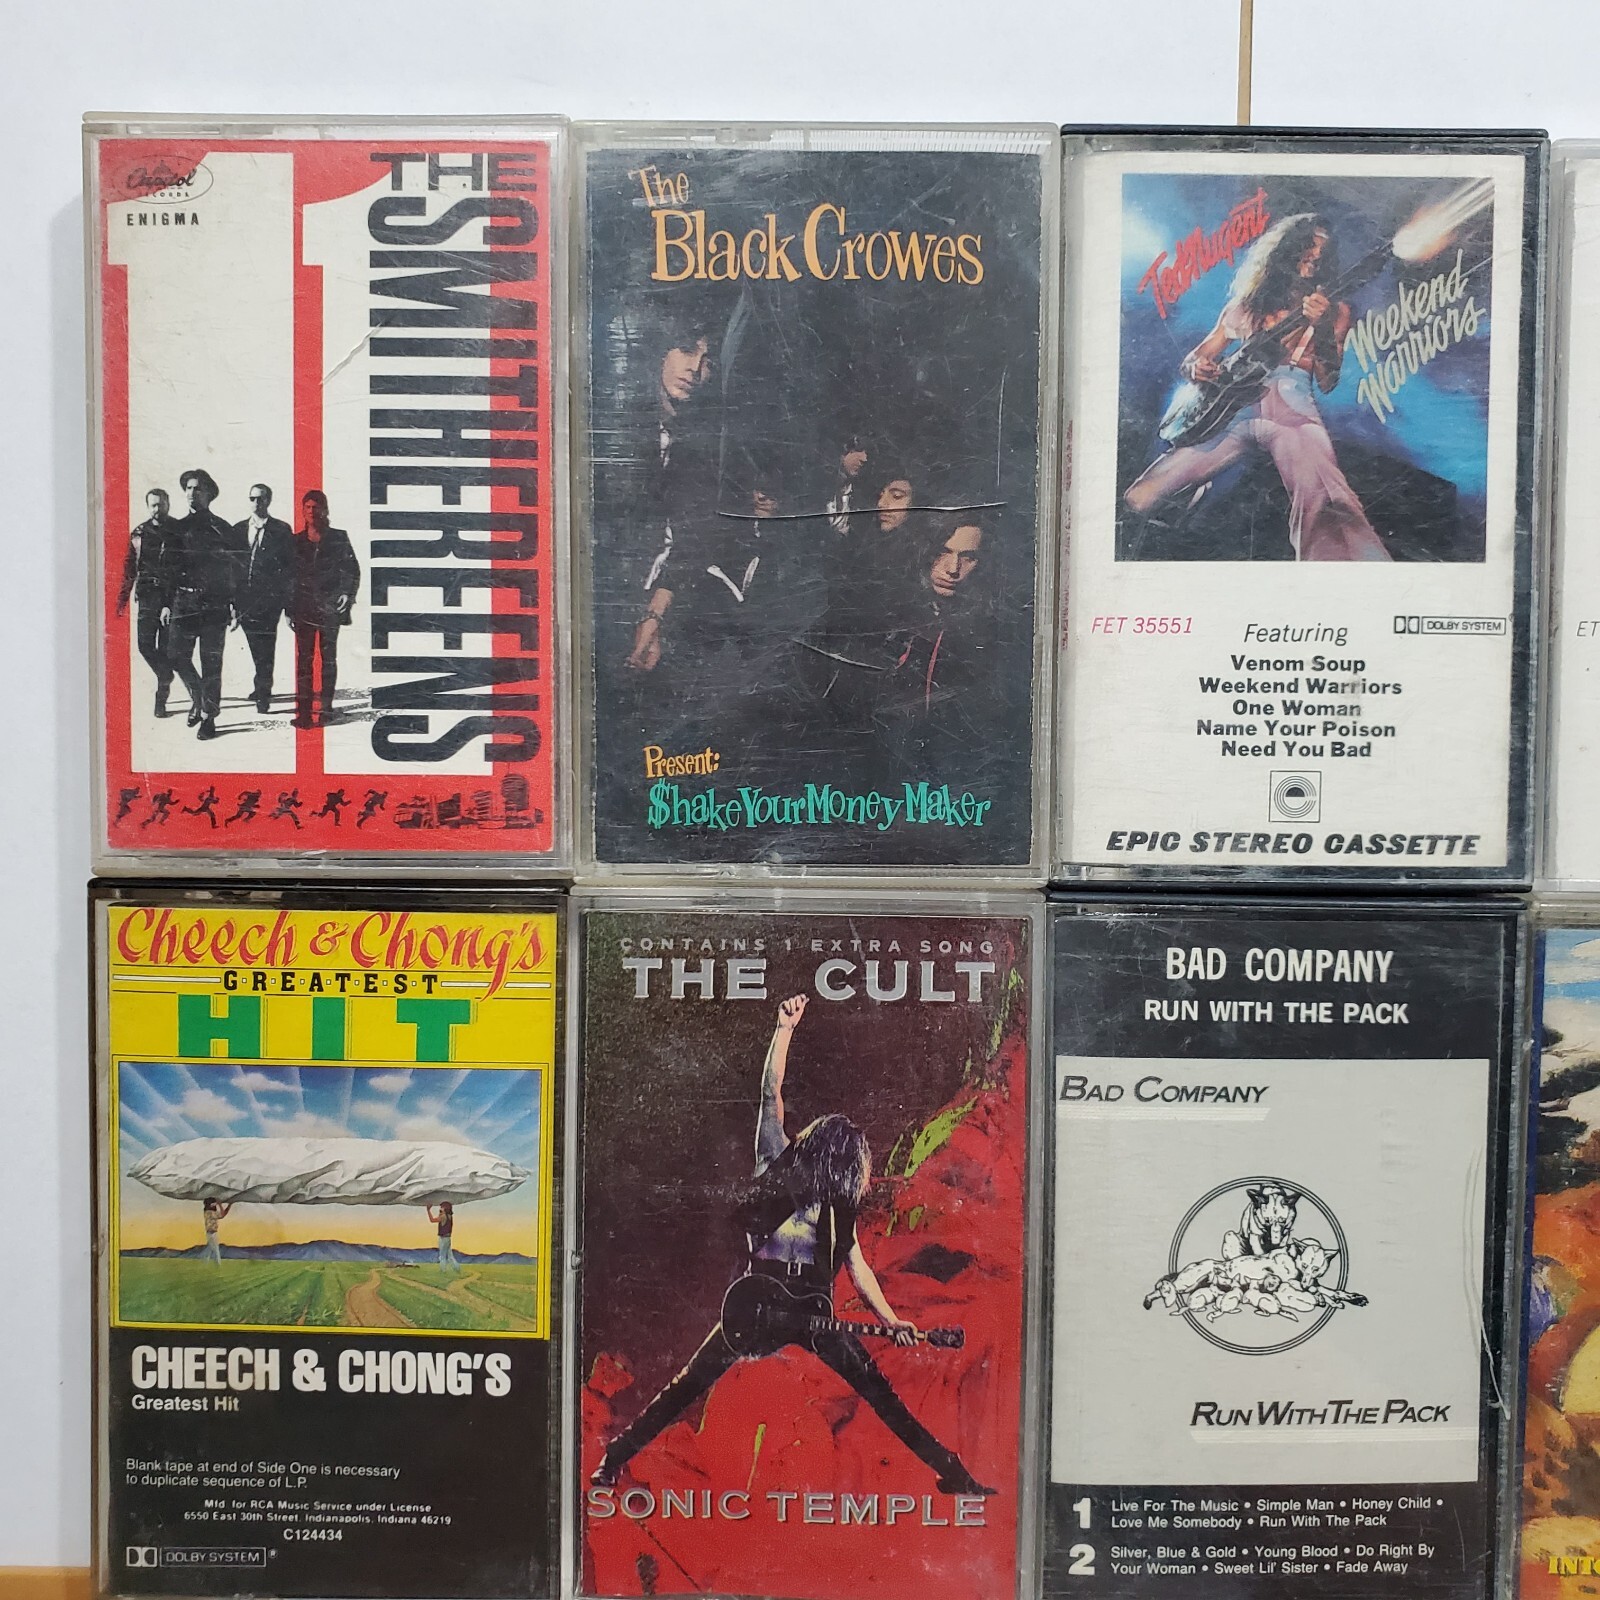 Capitol
RECORDS
ENIGMA
11
THE
SMITHEREENS
The
Black Crowes
Present:
$hake Your Money Maker
Ted Nugent
Weekend
Warriors
FET 35551
Featuring
DOLBY SYSTEM
®
Venom Soup
Weekend Warriors
One Woman
Name Your Poison
Need You Bad
e
EPIC STEREO CASSETTE
ET
Cheech & Chong's
G·R·E·A·T·E·S·T
HIT
CHEECH & CHONG'S
Greatest Hit
Blank tape at end of Side One is necessary
to duplicate sequence of L.P.
Mfd for RCA Music Service under License
6550 East 30th Street, Indianapolis, Indiana 46219
C124434
DOLBY SYSTEM ®
CONTAINS 1 EXTRA SONG
THE CULT
SONIC TEMPLE
BAD COMPANY
RUN WITH THE PACK
BAD COMPANY
RUN WITH THE PACK
1 Live For The Music • Simple Man • Honey Child •
Love Me Somebody • Run With The Pack
2 Silver, Blue & Gold • Young Blood • Do Right By
Your Woman • Sweet Lil' Sister • Fade Away
INTO